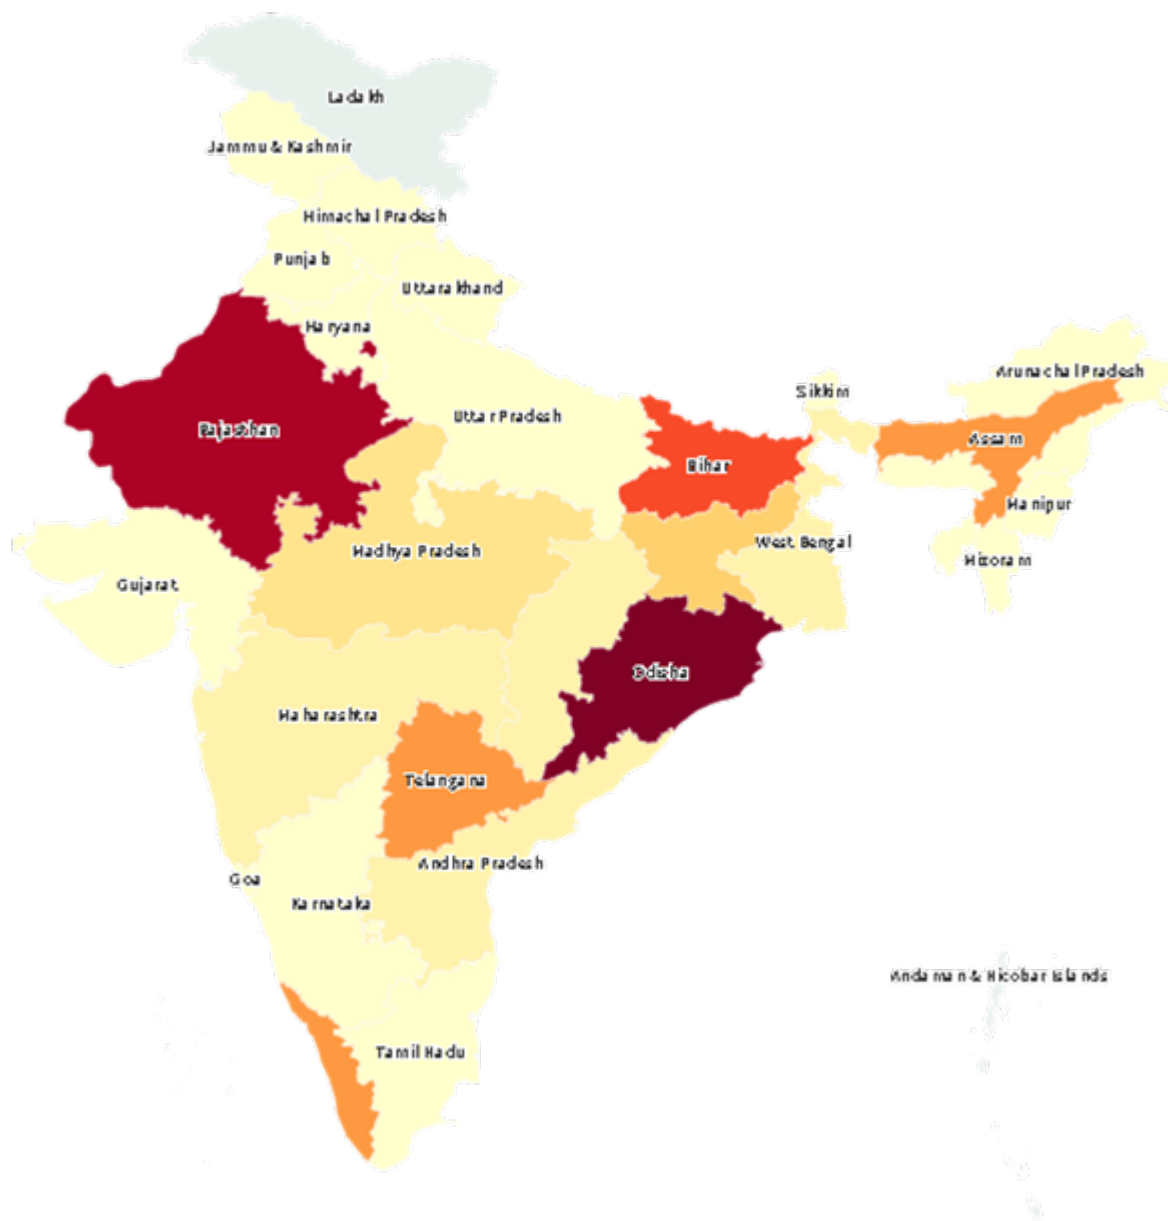 Ladakh
Jammu & Kashmir
Himachal Pradesh
Punjab
Uttarakhand
Haryana
Arunachal Pradesh
Sikkim
Uttar Pradesh
Rajasthan
Assam
Bihar
Manipur
West Bengal
Madhya Pradesh
Mizoram
Gujarat
Odisha
Maharashtra
Telangana
Andhra Pradesh
Goa
Karnataka
Andaman & Nicobar Islands
Tamil Nadu